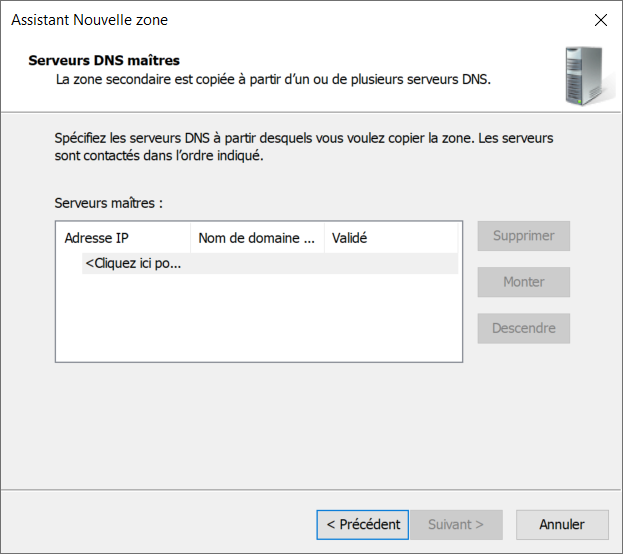 Assistant Nouvelle zone
Serveurs DNS maîtres
La zone secondaire est copiée à partir d’un ou de plusieurs serveurs DNS.
Spécifiez les serveurs DNS à partir desquels vous voulez copier la zone. Les serveurs
sont contactés dans l’ordre indiqué.
Serveurs maîtres :
Adresse IP Nom de domaine ... Validé
<Cliquez ici po...
Supprimer
Monter
Descendre
< Précédent Suivant > Annuler